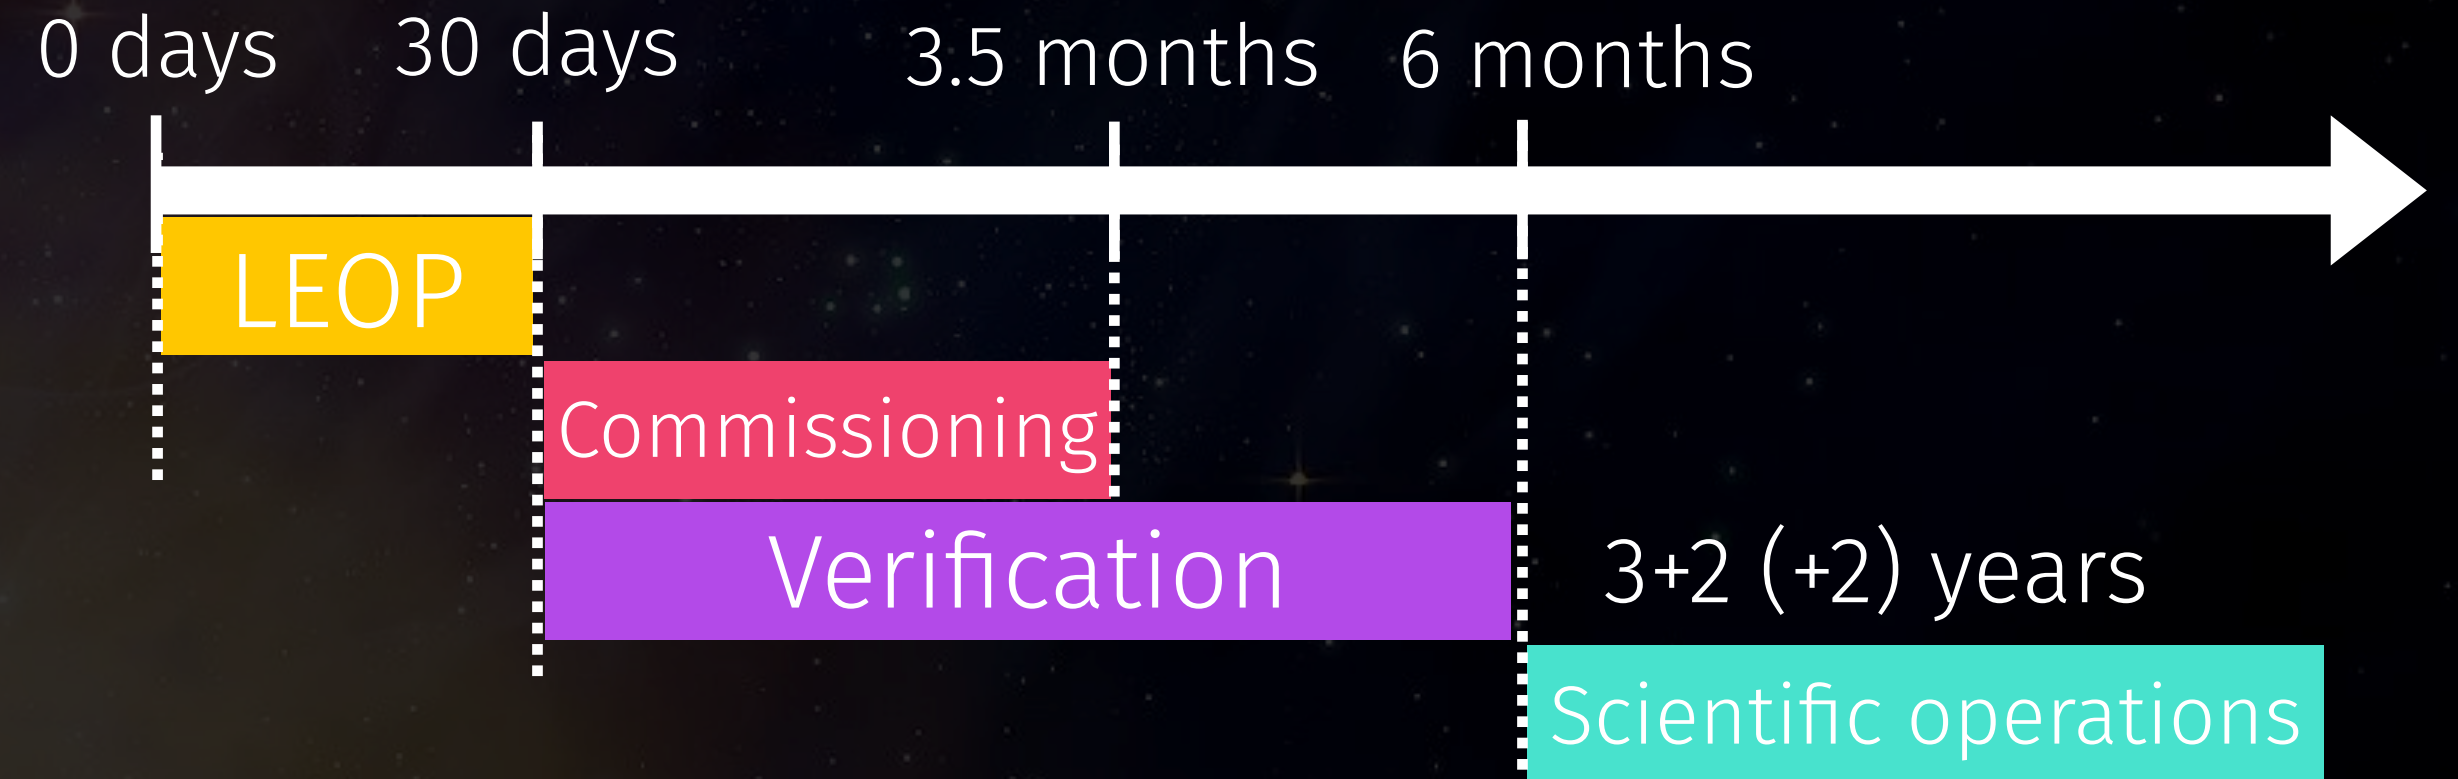 0 days
30 days
3.5 months
6 months
LEOP
Commissioning
Verification
3+2 (+2) years
Scientific operations